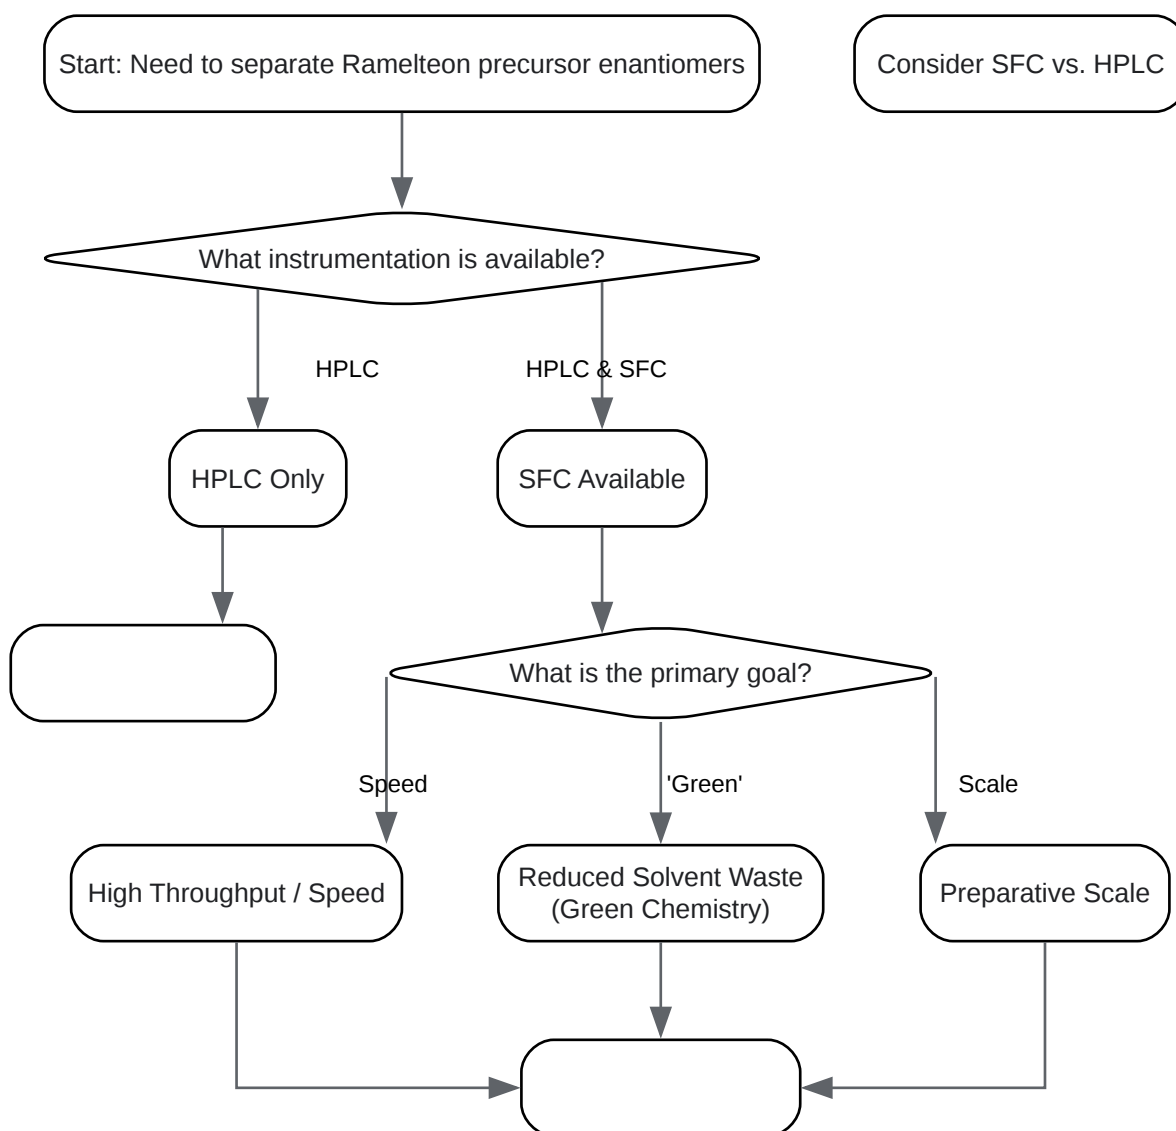 Start: Need to separate Ramelteon precursor enantiomers
Consider SFC vs. HPLC
What instrumentation is available?
HPLC
HPLC & SFC
HPLC Only
SFC Available
What is the primary goal?
Speed
'Green'
Scale
High Throughput / Speed
Reduced Solvent Waste
(Green Chemistry)
Preparative Scale